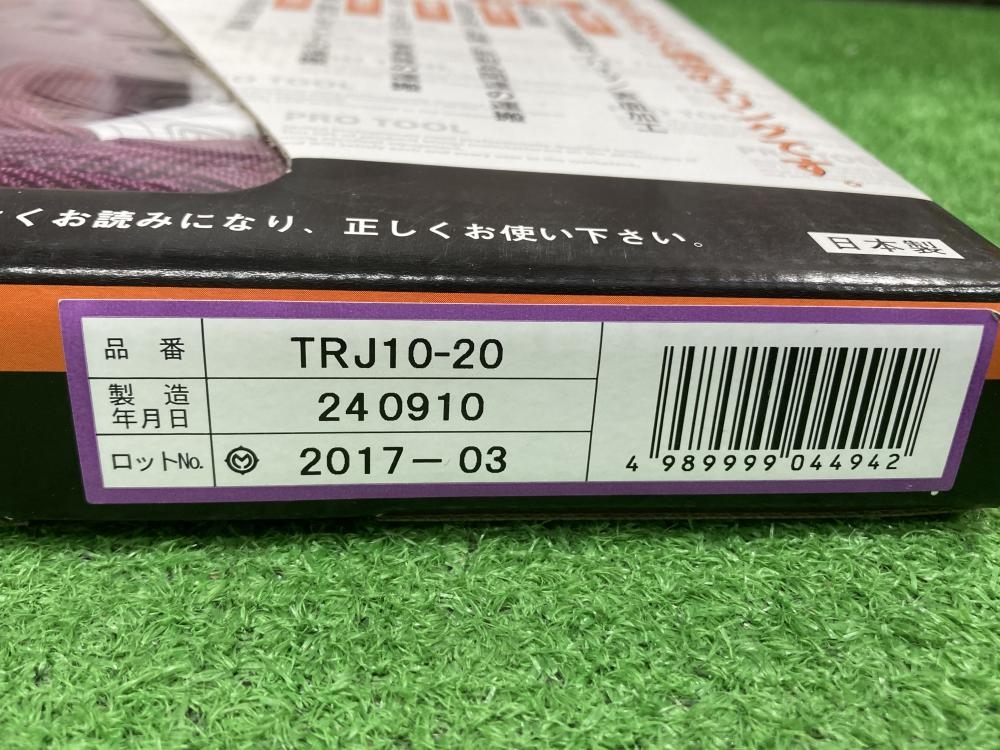 PRO TOOL
くお読みになり、正しくお使い下さい。
日本製
品番 TRJ10-20
製造年月日 240910
ロットNo. 2017-03
4 989999 044942